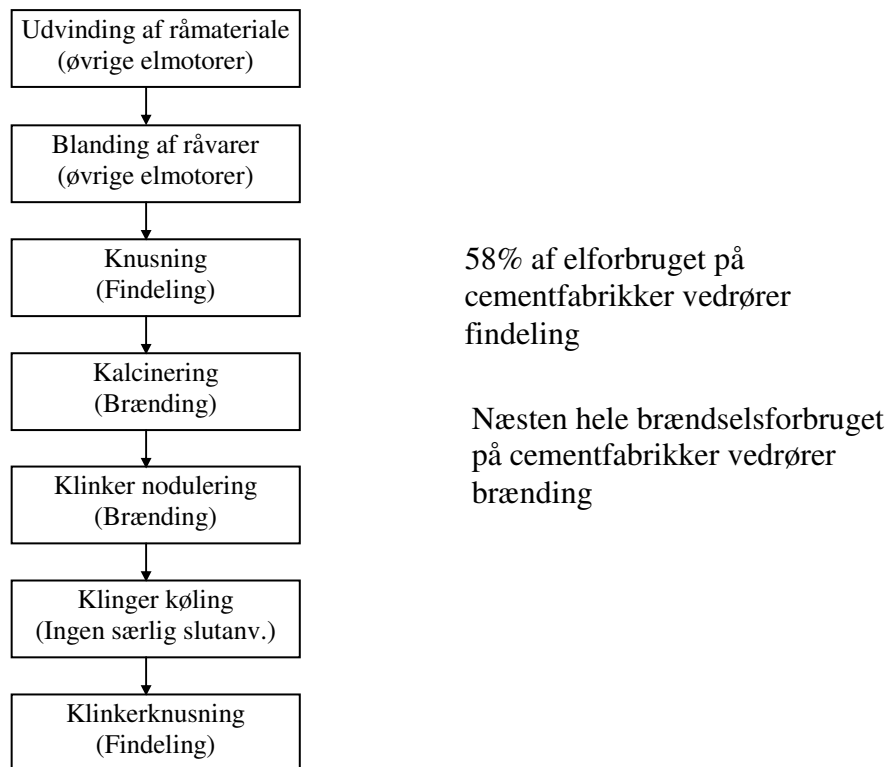 Udvinding af råmateriale
(øvrige elmotorer)
Blanding af råvarer
(øvrige elmotorer)
Knusning
(Findeling)
58% af elforbruget på
cementfabrikker vedrører
findeling
Kalcinering
(Brænding)
Næsten hele brændselsforbruget
på cementfabrikker vedrører
brænding
Klinker nodulering
(Brænding)
Klinger køling
(Ingen særlig slutanv.)
Klinkerknusning
(Findeling)